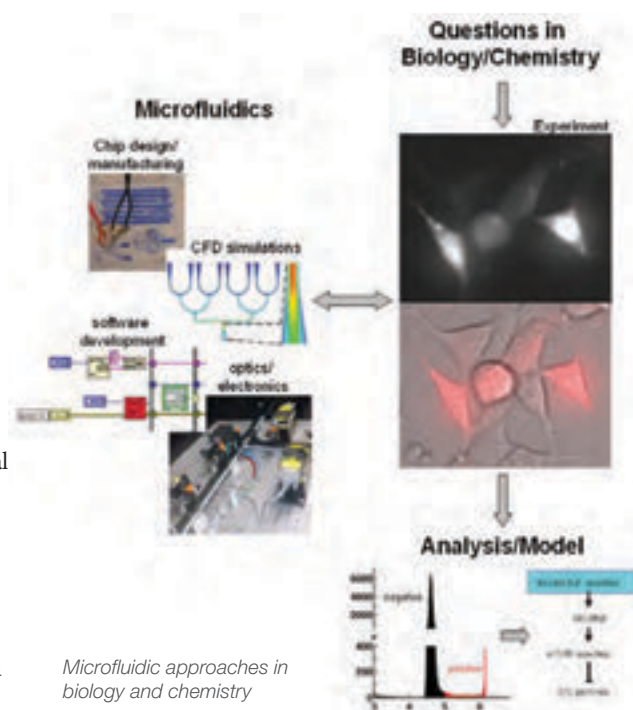 Questions in
Biology/Chemistry
Experiment
Microfluidics
Chip design/
manufacturing
CFD simulations
software
development
optics/
electronics
al
Analysis/Model
negative
positive
Microfluidic approaches in
biology and chemistry